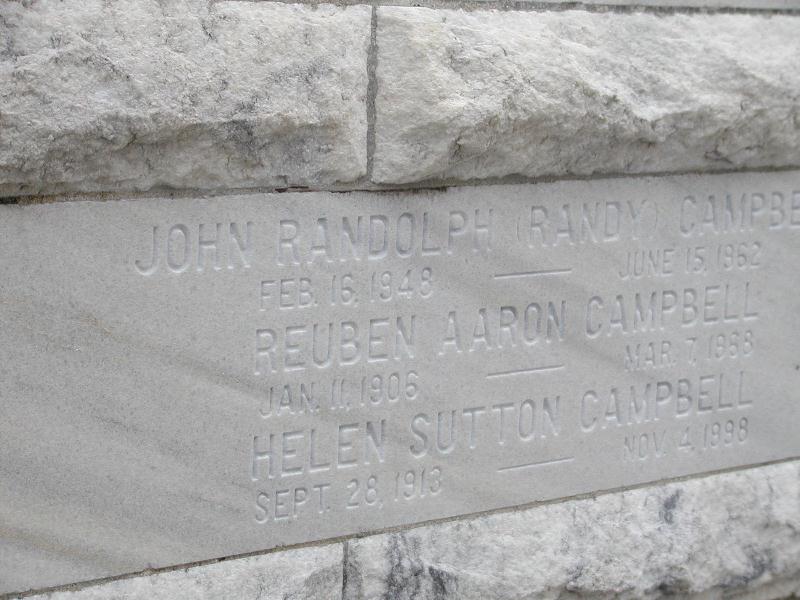 JOHN RANDOLPH (RANDY) CAMPBE
FEB. 16, 1948 — JUNE 15, 1962
REUBEN AARON CAMPBELL
JAN. 11, 1906 — MAR. 7, 1988
HELEN SUTTON CAMPBELL
SEPT. 28, 1913 — NOV. 4, 1998